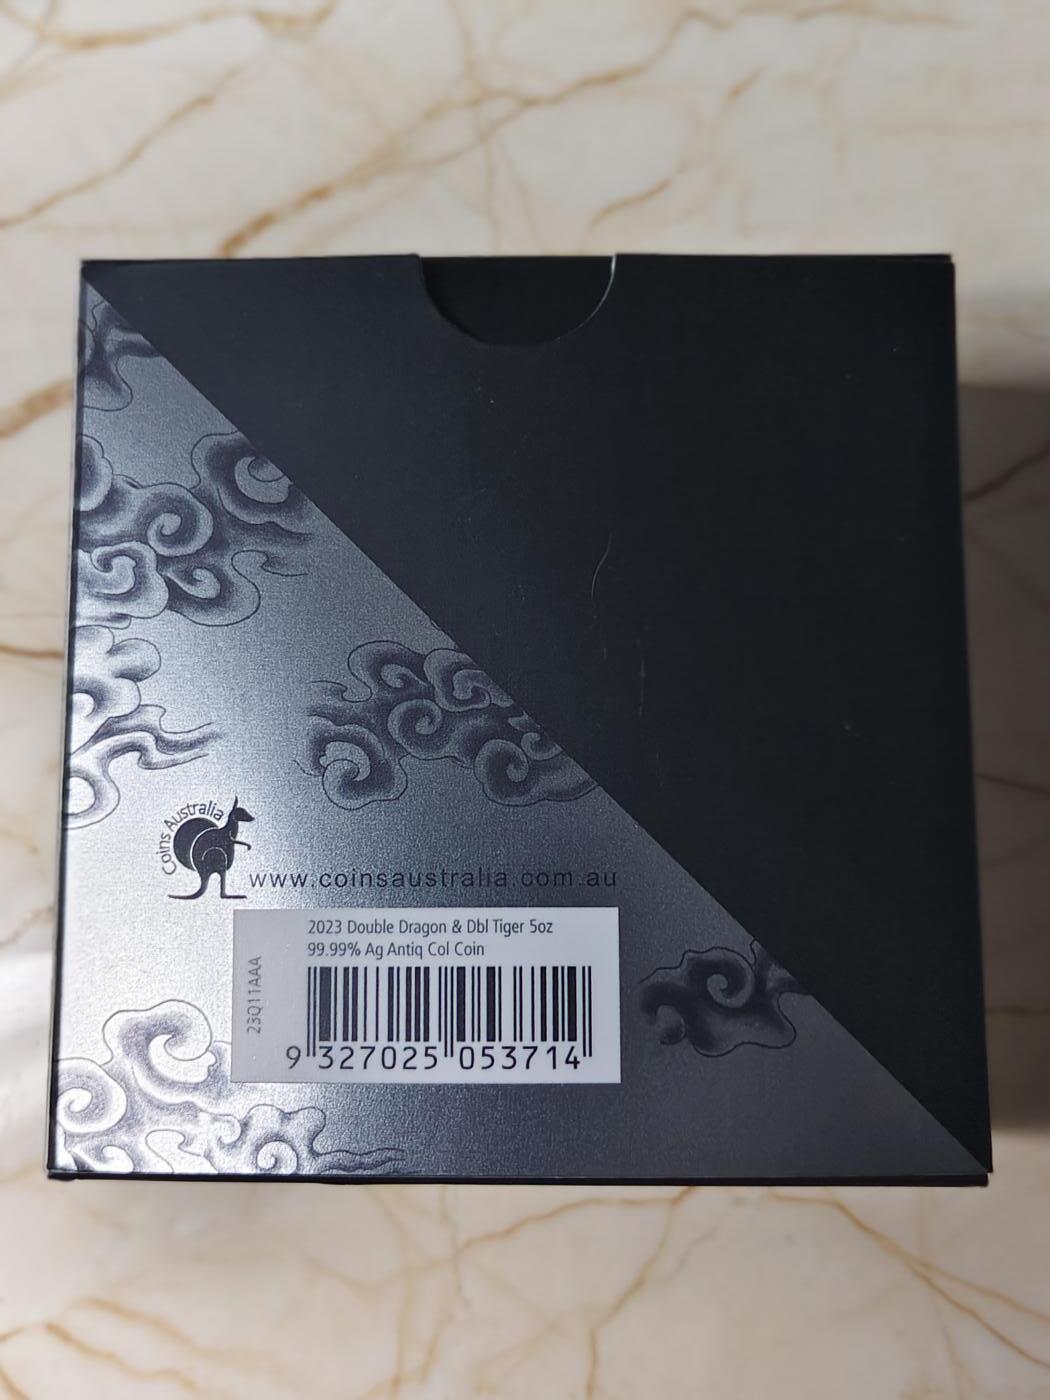 Coins Australia
www.coinsaustralia.com.au
2023 Double Dragon & Dbl Tiger 5oz
99.99% Ag Antiq Col Coin
23Q11AAA
9 327025 053714